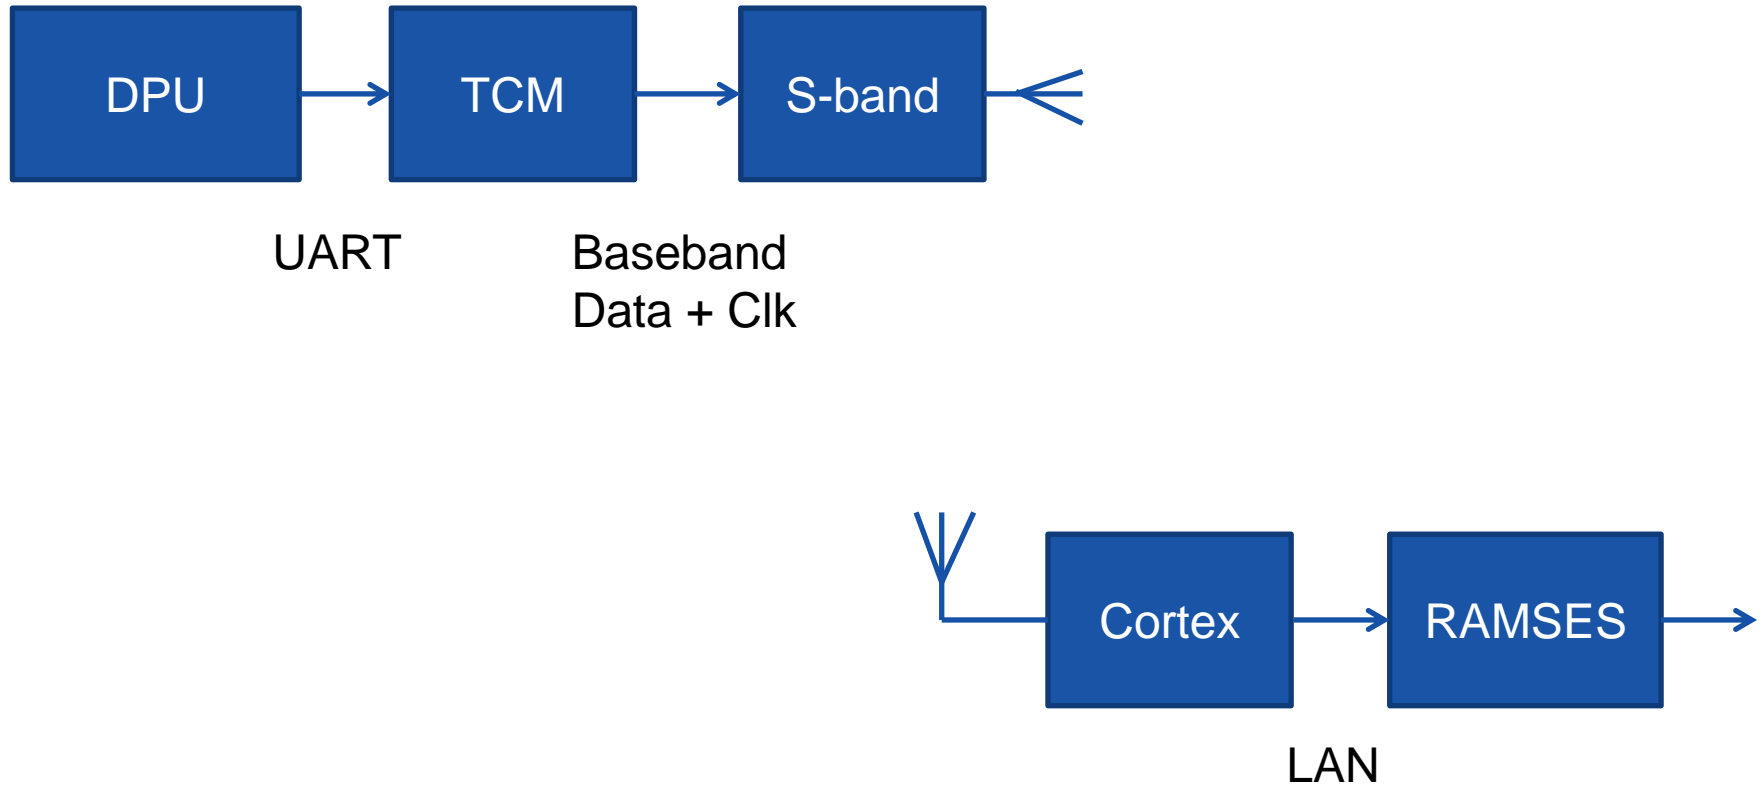 DPU
TCM
S-band
UART
Baseband
Data + Clk
Cortex
RAMSES
LAN